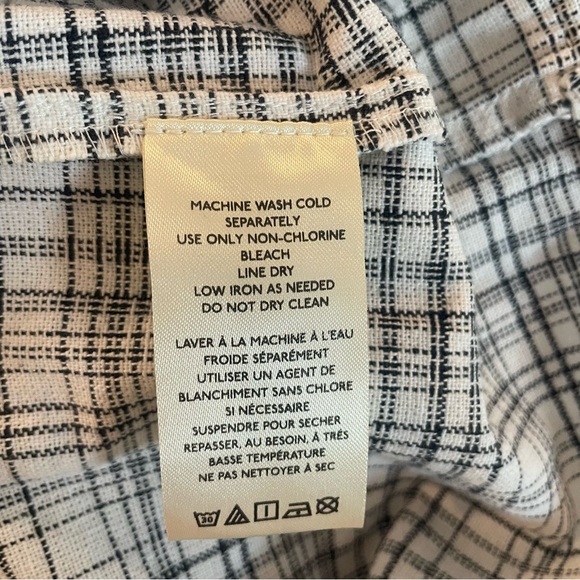 MACHINE WASH COLD
SEPARATELY
USE ONLY NON-CHLORINE
BLEACH
LINE DRY
LOW IRON AS NEEDED
DO NOT DRY CLEAN
LAVER À LA MACHINE À L'EAU
FROIDE SÉPARÉMENT
UTILISER UN AGENT DE
BLANCHIMENT SANS CHLORE
SI NÉCESSAIRE
SUSPENDRE POUR SECHER
REPASSER, AU BESOIN, À TRÈS
BASSE TEMPÉRATURE
NE PAS NETTOYER À SEC
30